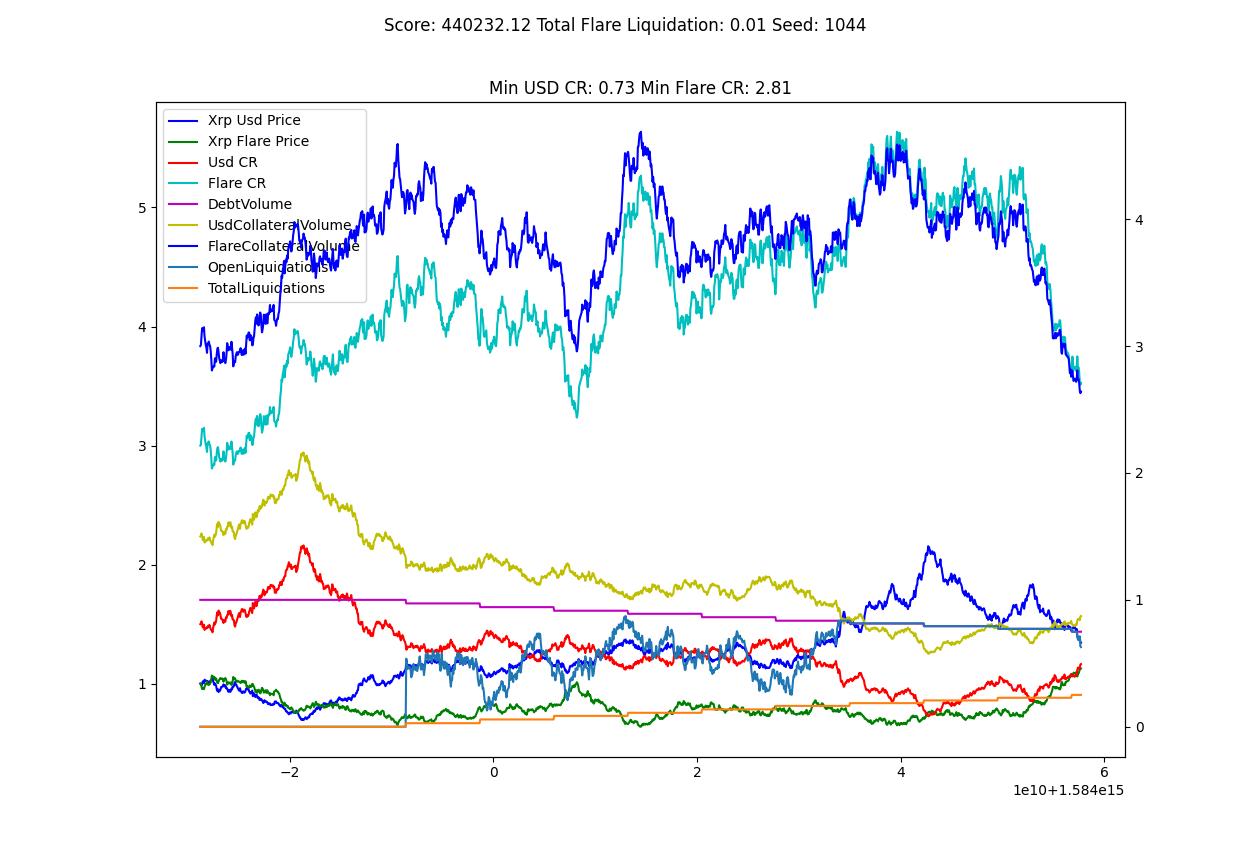 Score: 440232.12 Total Flare Liquidation: 0.01 Seed: 1044
Min USD CR: 0.73 Min Flare CR: 2.81
Xrp Usd Price
Xrp Flare Price
Usd CR
Flare CR
DebtVolume
UsdCollateralVolume
FlareCollateralVolume
OpenLiquidations
TotalLiquidations
5
4
3
2
1
4
3
2
1
0
−2
0
2
4
6
1e10+1.584e15